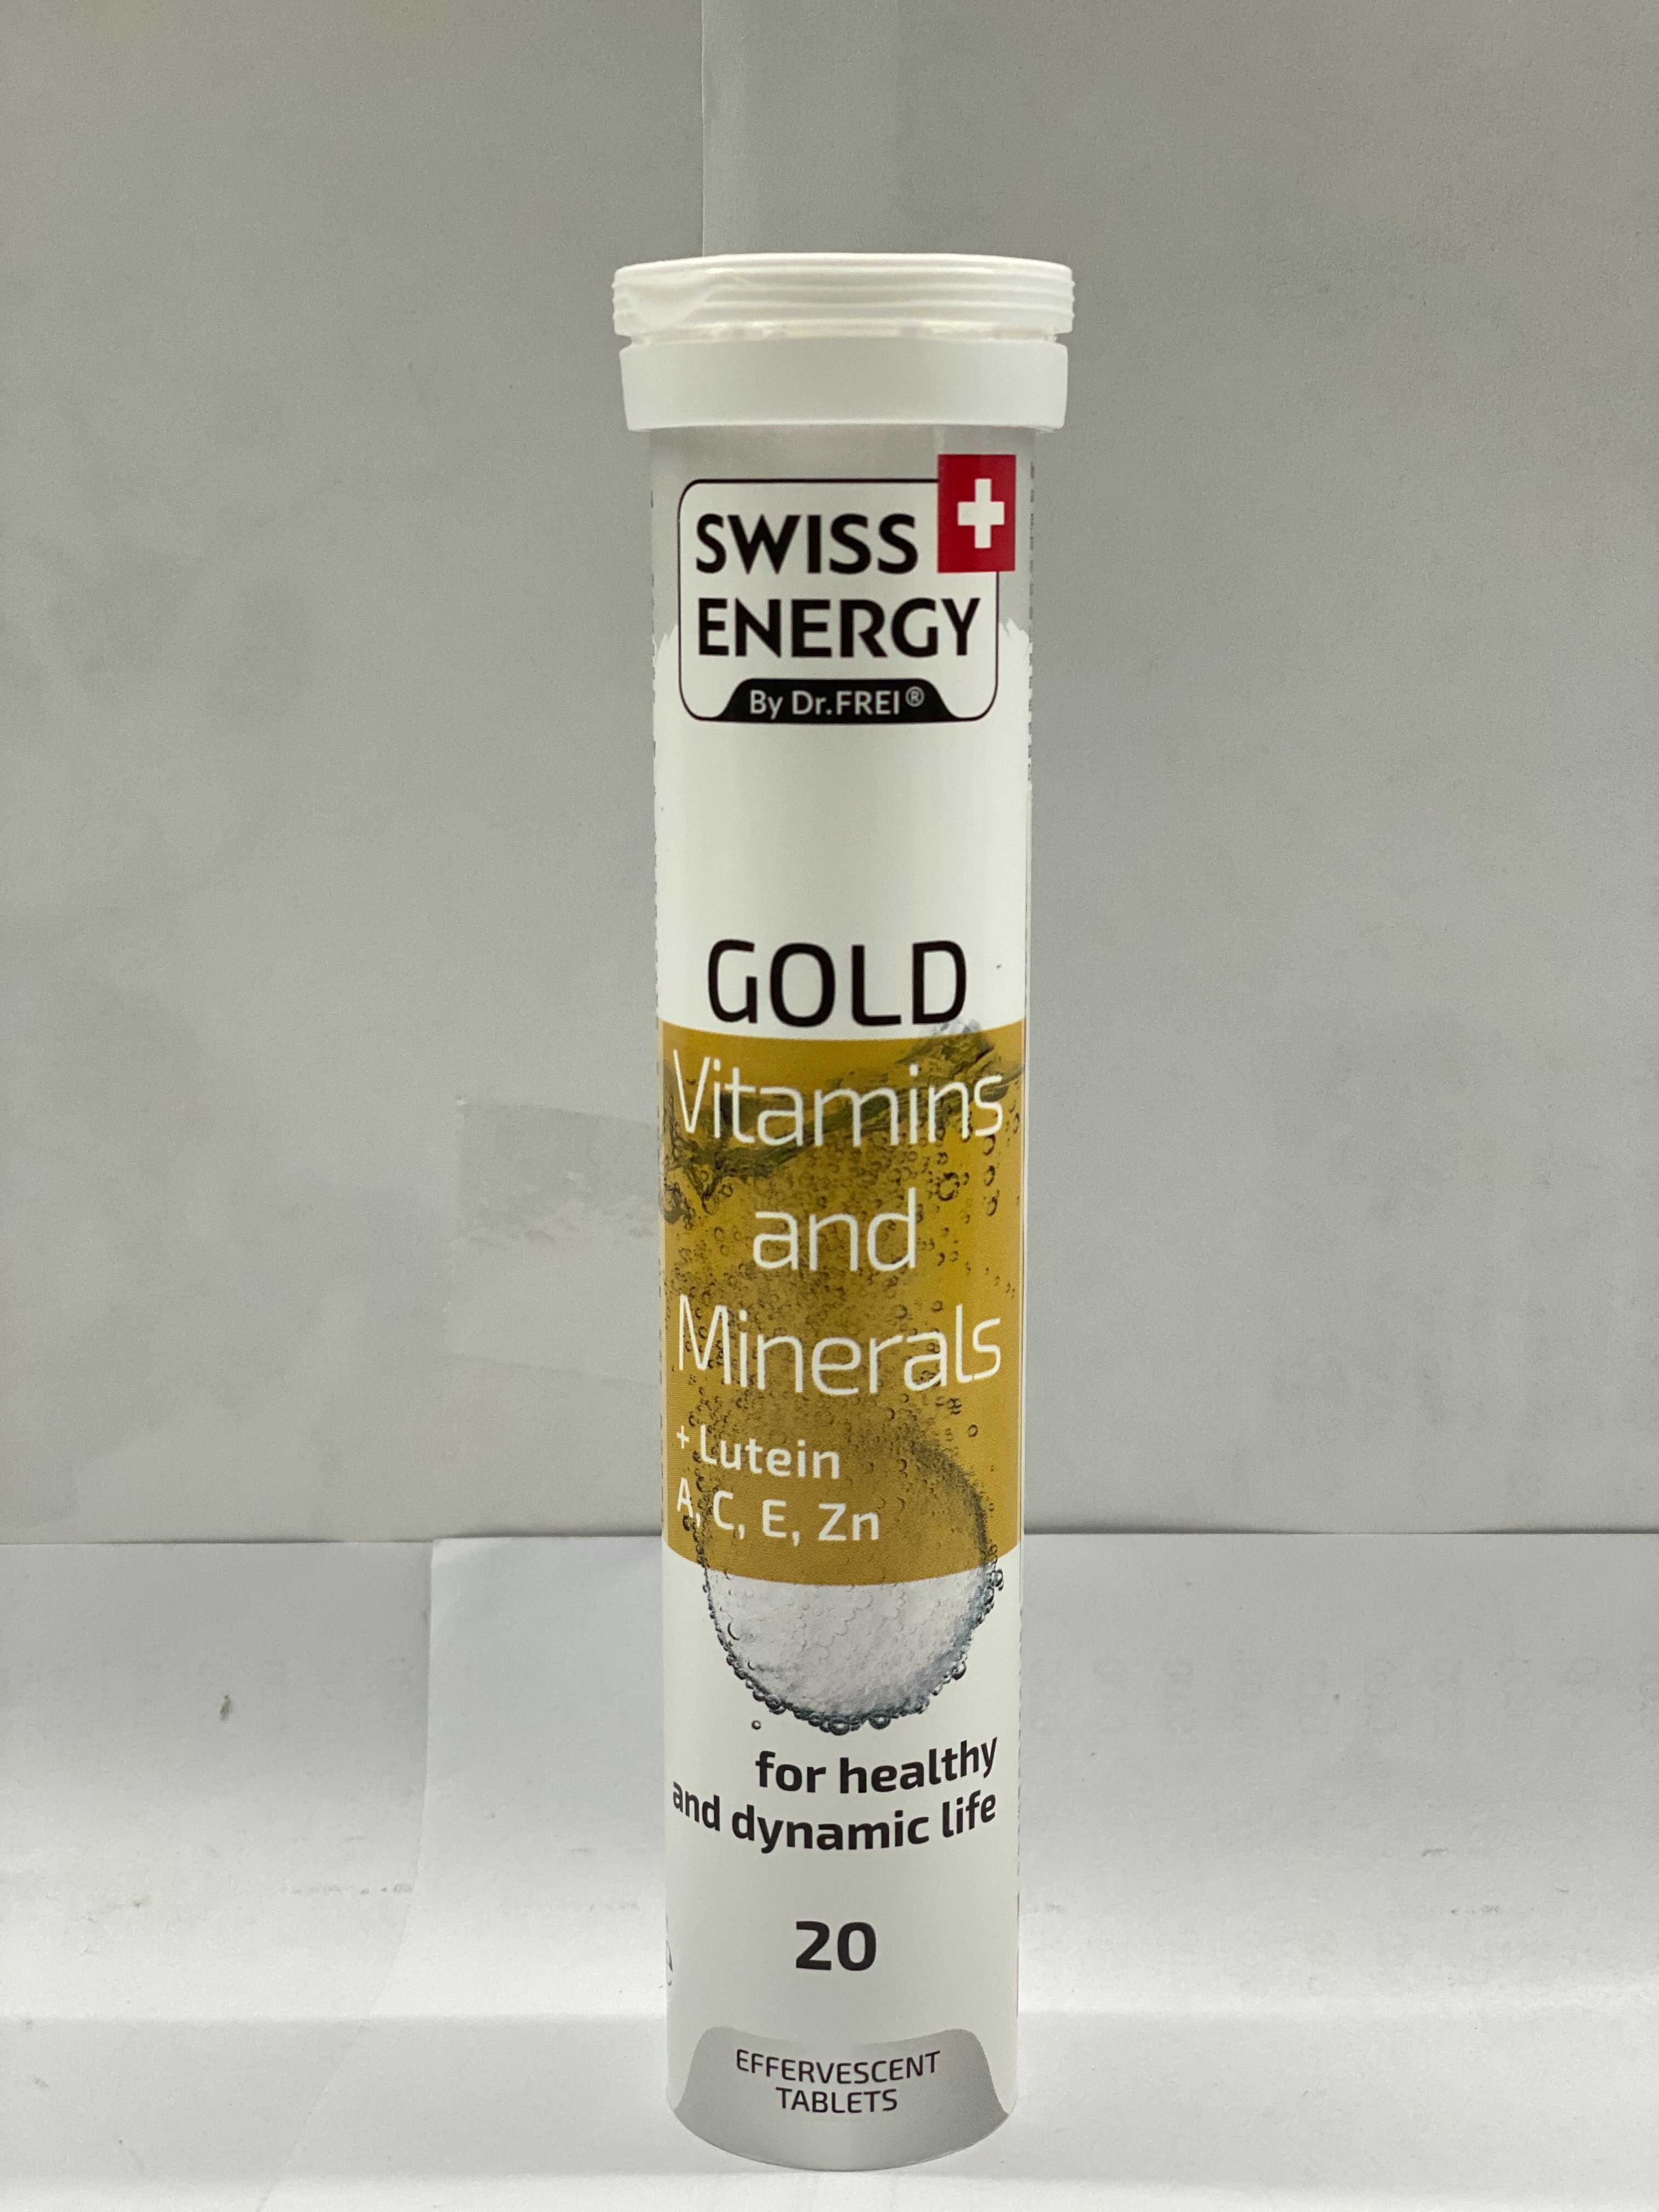 SWISS
ENERGY
By Dr.FREI®
GOLD
Vitamins
and
Minerals
+ Lutein
A, C, E, Zn
for healthy
and dynamic life
20
EFFERVESCENT
TABLETS